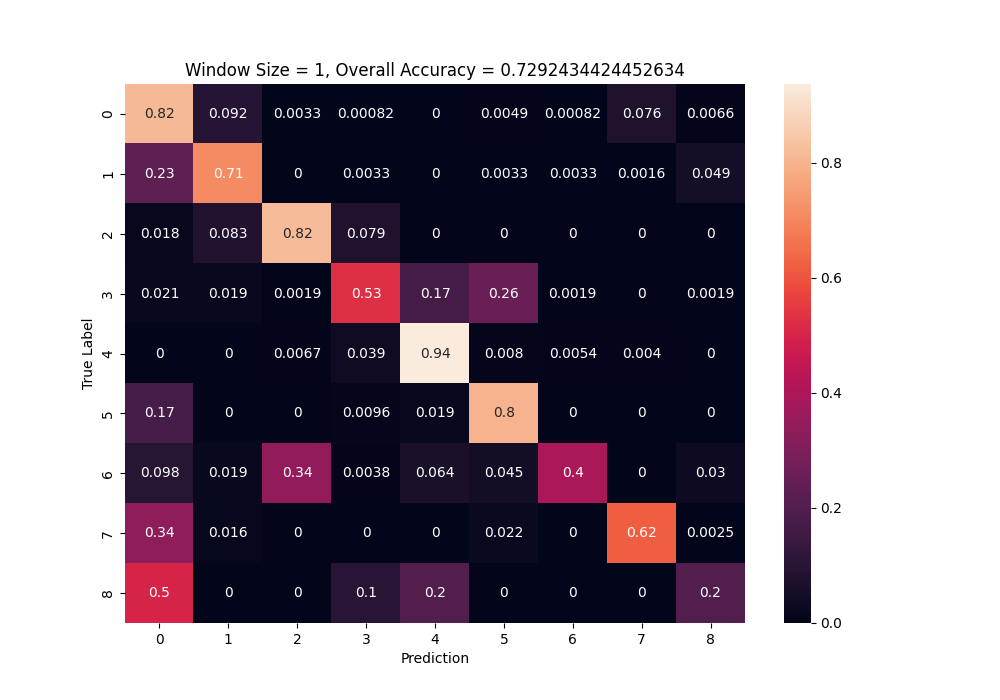 Window Size = 1, Overall Accuracy = 0.7292434424452634
0 0.82 0.092 0.0033 0.00082 0 0.0049 0.00082 0.076 0.0066
1 0.23 0.71 0 0.0033 0 0.0033 0.0033 0.0016 0.049
2 0.018 0.083 0.82 0.079 0 0 0 0 0
3 0.021 0.019 0.0019 0.53 0.17 0.26 0.0019 0 0.0019
4 0 0 0.0067 0.039 0.94 0.008 0.0054 0.004 0
5 0.17 0 0 0.0096 0.019 0.8 0 0 0
6 0.098 0.019 0.34 0.0038 0.064 0.045 0.4 0 0.03
7 0.34 0.016 0 0 0 0.022 0 0.62 0.0025
8 0.5 0 0 0.1 0.2 0 0 0 0.2
0 1 2 3 4 5 6 7 8
Prediction
True Label
0.8
0.6
0.4
0.2
0.0